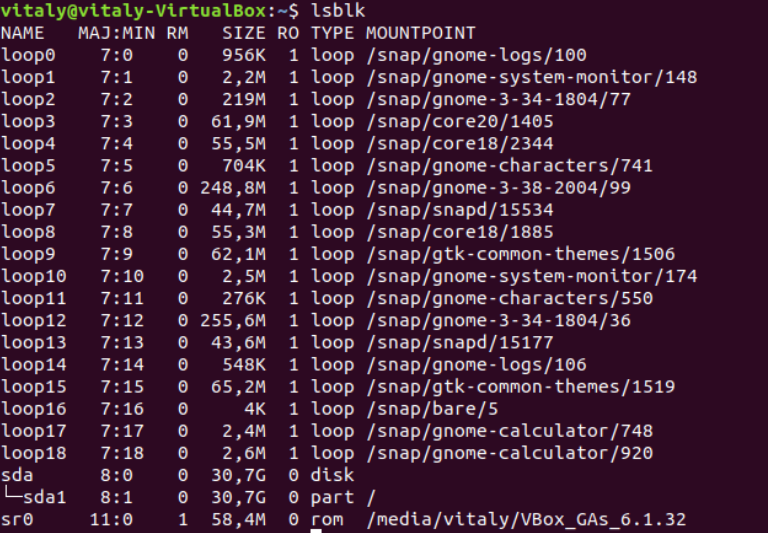 vitaly@vitaly-VirtualBox:~$ lsblk
NAME   MAJ:MIN RM   SIZE RO TYPE MOUNTPOINT
loop0    7:0    0   956K  1 loop /snap/gnome-logs/100
loop1    7:1    0   2,2M  1 loop /snap/gnome-system-monitor/148
loop2    7:2    0   219M  1 loop /snap/gnome-3-34-1804/77
loop3    7:3    0  61,9M  1 loop /snap/core20/1405
loop4    7:4    0  55,5M  1 loop /snap/core18/2344
loop5    7:5    0   704K  1 loop /snap/gnome-characters/741
loop6    7:6    0 248,8M  1 loop /snap/gnome-3-38-2004/99
loop7    7:7    0  44,7M  1 loop /snap/snapd/15534
loop8    7:8    0  55,3M  1 loop /snap/core18/1885
loop9    7:9    0  62,1M  1 loop /snap/gtk-common-themes/1506
loop10   7:10   0   2,5M  1 loop /snap/gnome-system-monitor/174
loop11   7:11   0   276K  1 loop /snap/gnome-characters/550
loop12   7:12   0 255,6M  1 loop /snap/gnome-3-34-1804/36
loop13   7:13   0  43,6M  1 loop /snap/snapd/15177
loop14   7:14   0   548K  1 loop /snap/gnome-logs/106
loop15   7:15   0  65,2M  1 loop /snap/gtk-common-themes/1519
loop16   7:16   0     4K  1 loop /snap/bare/5
loop17   7:17   0   2,4M  1 loop /snap/gnome-calculator/748
loop18   7:18   0   2,6M  1 loop /snap/gnome-calculator/920
sda      8:0    0  30,7G  0 disk
└─sda1   8:1    0  30,7G  0 part /
sr0     11:0    1  58,4M  0 rom  /media/vitaly/VBox_GAs_6.1.32